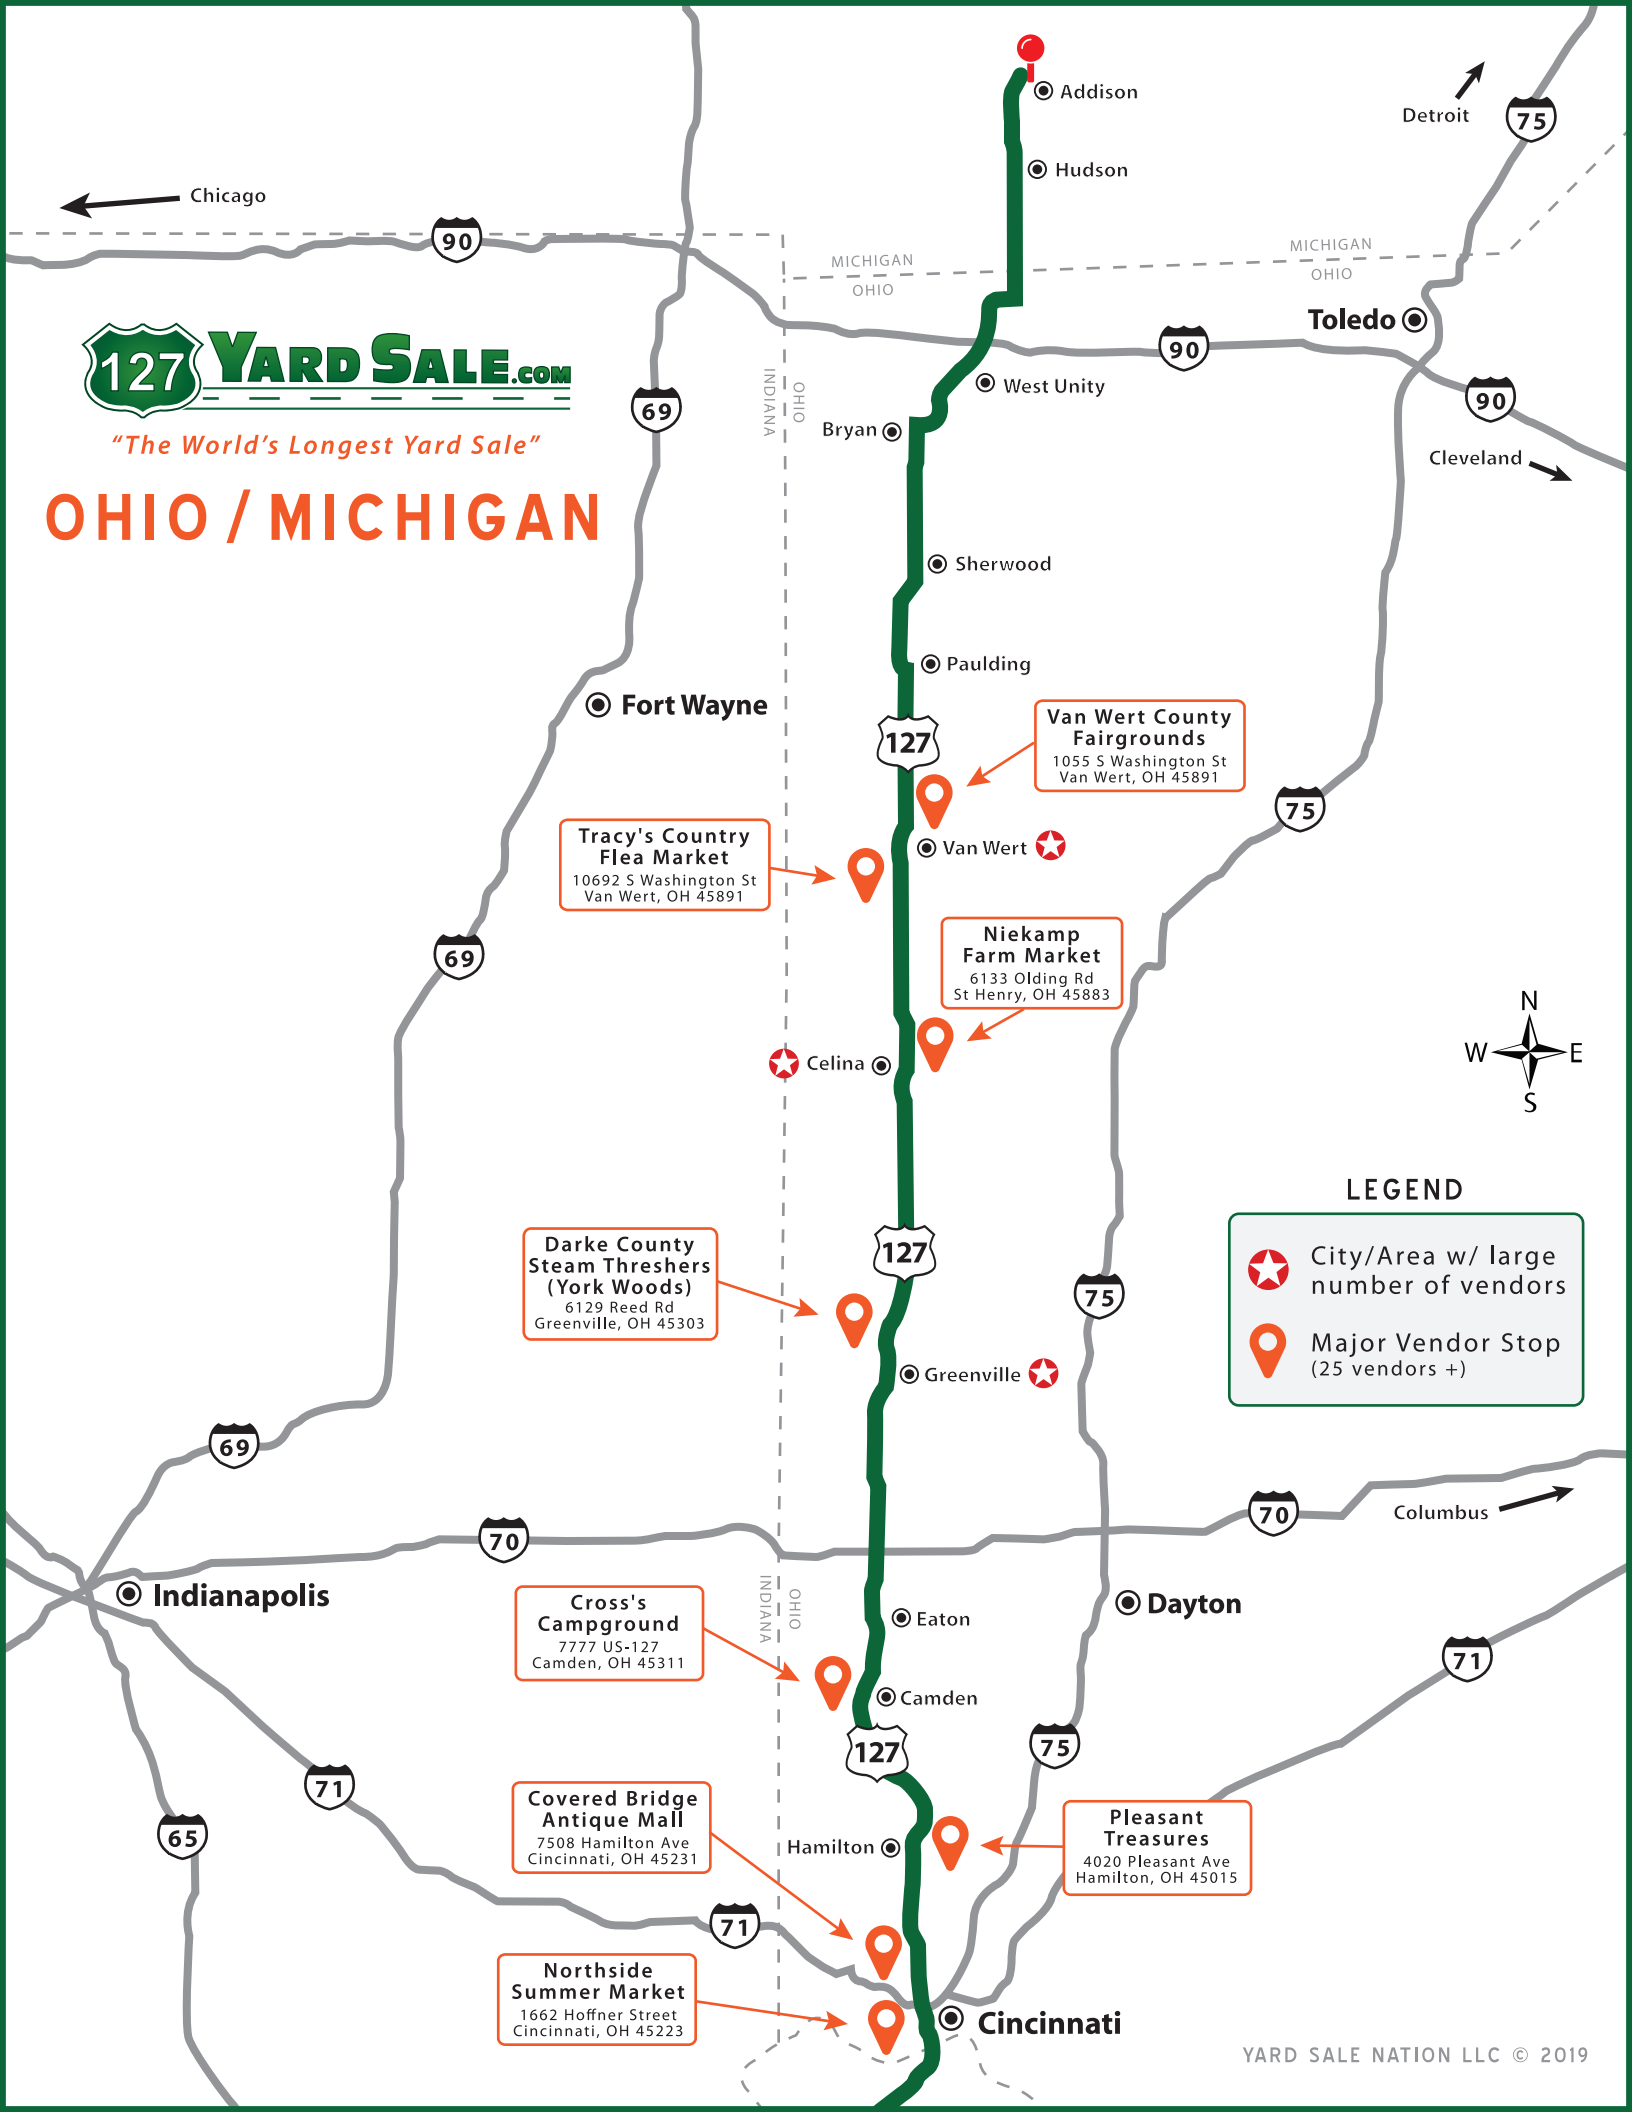 Addison
Detroit
75
Hudson
Chicago
90
MICHIGAN
OHIO
MICHIGAN
OHIO
Toledo
127 YARD SALE.COM
"The World's Longest Yard Sale"
OHIO / MICHIGAN
69
INDIANA
OHIO
90
90
West Unity
Bryan
Cleveland
Sherwood
Paulding
Fort Wayne
127
Van Wert County
Fairgrounds
1055 S Washington St
Van Wert, OH 45891
75
Tracy's Country
Flea Market
10692 S Washington St
Van Wert, OH 45891
Van Wert
69
Niekamp
Farm Market
6133 Olding Rd
St Henry, OH 45883
N
W
E
S
Celina
LEGEND
City/Area w/ large
number of vendors
Major Vendor Stop
(25 vendors +)
127
Darke County
Steam Threshers
(York Woods)
6129 Reed Rd
Greenville, OH 45303
75
Greenville
69
70
70
Columbus
Indianapolis
INDIANA
OHIO
Cross's
Campground
7777 US-127
Camden, OH 45311
Eaton
Dayton
71
Camden
127
75
71
65
Covered Bridge
Antique Mall
7508 Hamilton Ave
Cincinnati, OH 45231
Hamilton
Pleasant
Treasures
4020 Pleasant Ave
Hamilton, OH 45015
71
Northside
Summer Market
1662 Hoffner Street
Cincinnati, OH 45223
Cincinnati
YARD SALE NATION LLC © 2019